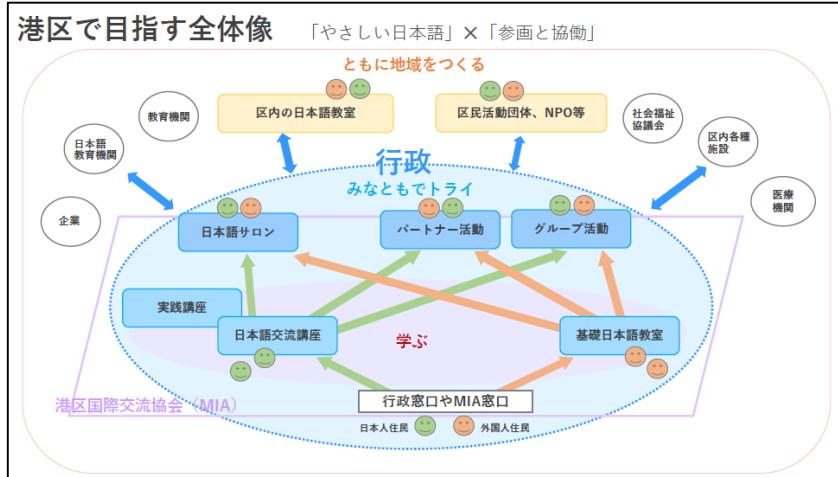 港区で目指す全体像 「やさしい日本語」×「参画と協働」
ともに地域をつくる
区内の日本語教室
区民活動団体、NPO等
教育機関
社会福祉
協議会
日本語
教育機関
区内各種
施設
企業
医療
機関
行政
みなともでトライ
日本語サロン
パートナー活動
グループ活動
実践講座
日本語交流講座
学ぶ
基礎日本語教室
行政窓口やMIA窓口
港区国際交流協会（MIA）
日本人住民
外国人住民